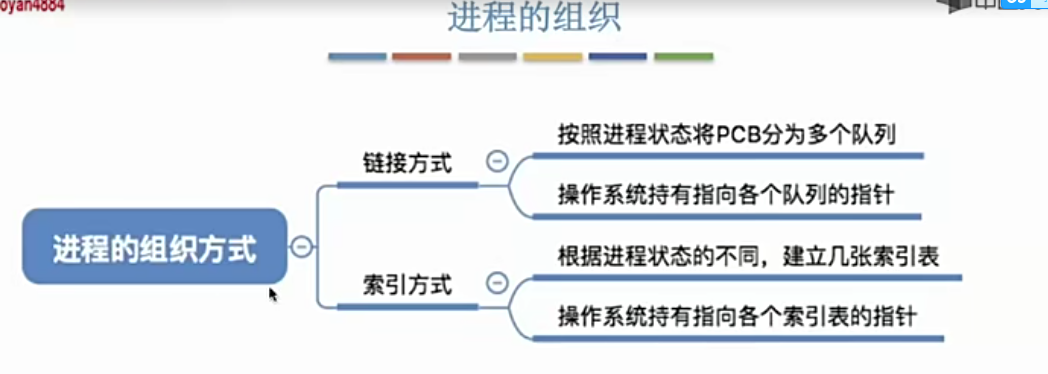 oyan4884
进程的组织
进程的组织方式
链接方式
按照进程状态将PCB分为多个队列
操作系统持有指向各个队列的指针
索引方式
根据进程状态的不同，建立几张索引表
操作系统持有指向各个索引表的指针